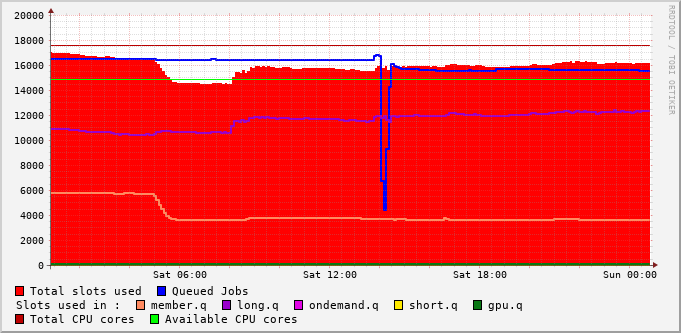 20000
18000
16000
14000
12000
10000
8000
6000
4000
2000
0
Sat 06:00 Sat 12:00 Sat 18:00 Sun 00:00
RRDTOOL / TOBI OETIKER
Total slots used Queued Jobs
Slots used in : member.q long.q ondemand.q short.q gpu.q
Total CPU cores Available CPU cores